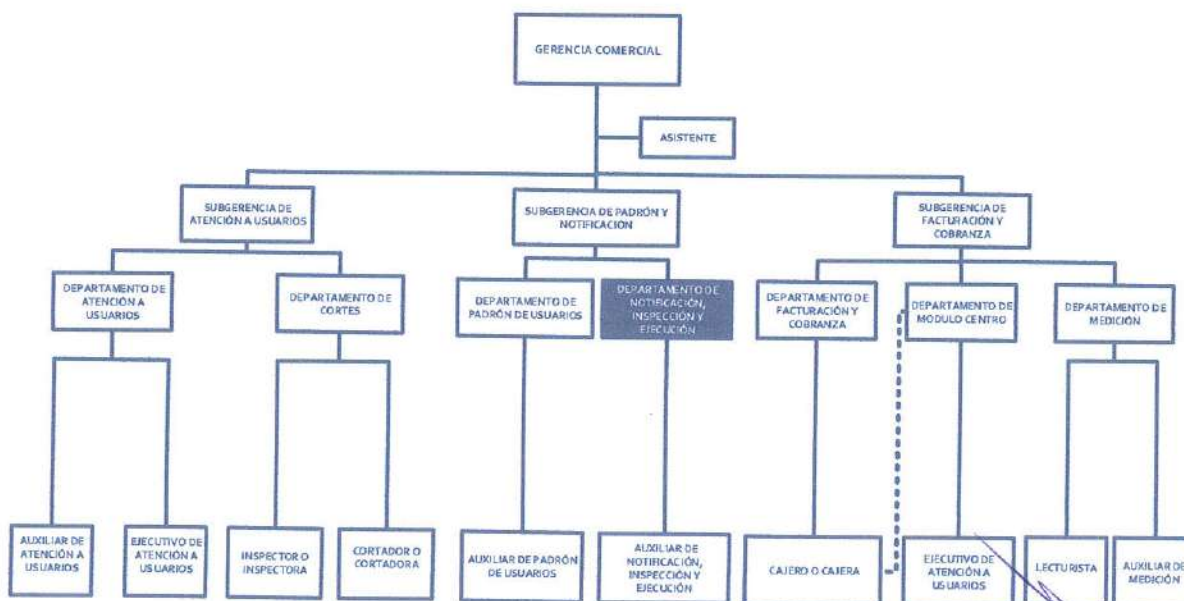 GERENCIA COMERCIAL
ASISTENTE
SUBGERENCIA DE
ATENCIÓN A USUARIOS
SUBGERENCIA DE PADRÓN Y
NOTIFICACION
SUBGERENCIA DE
FACTURACIÓN Y
COBRANZA
DEPARTAMENTO DE
ATENCIÓN A
USUARIOS
DEPARTAMENTO DE
CORTES
DEPARTAMENTO DE
PADRÓN DE USUARIOS
DEPARTAMENTO DE
NOTIFICACIÓN,
INSPECCIÓN Y
EJECUCIÓN
DEPARTAMENTO DE
FACTURACIÓN Y
COBRANZA
DEPARTAMENTO DE
MODULO CENTRO
DEPARTAMENTO DE
MEDICIÓN
AUXILIAR DE
ATENCIÓN A
USUARIOS
EJECUTIVO DE
ATENCIÓN A
USUARIOS
INSPECTOR O
INSPECTORA
CORTADOR O
CORTADORA
AUXILIAR DE PADRÓN
DE USUARIOS
AUXILIAR DE
NOTIFICACIÓN,
INSPECCIÓN Y
EJECUCIÓN
CAJERO O CAJERA
EJECUTIVO DE
ATENCIÓN A
USUARIOS
LECTURISTA
AUXILIAR DE
MEDICIÓN